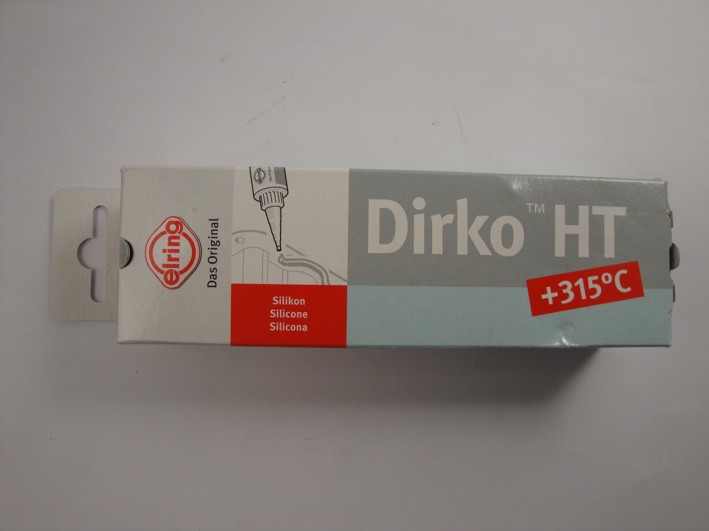 elring
Das Original
Silikon
Silicone
Silicona
Dirko™ HT
+315°C